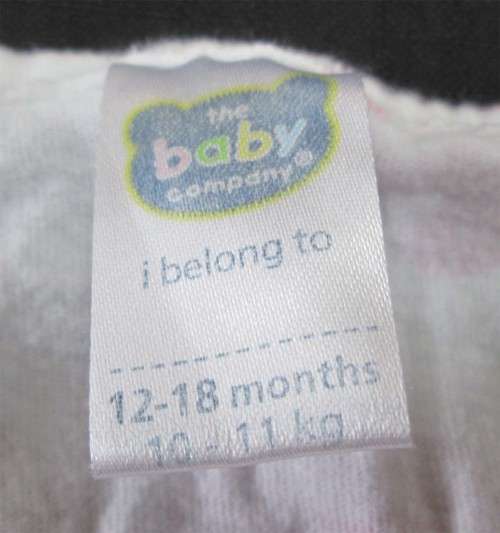 the
baby
company®
i belong to
12-18 months
10 - 11 kg